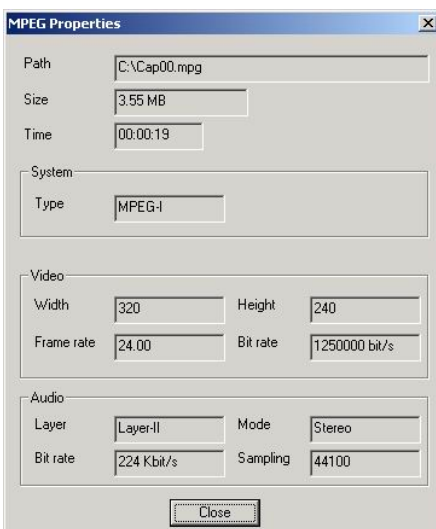 MPEG Properties
Path C:\Cap00.mpg
Size 3.55 MB
Time 00:00:19
System
Type MPEG-I
Video
Width 320 Height 240
Frame rate 24.00 Bit rate 1250000 bit/s
Audio
Layer Layer-II Mode Stereo
Bit rate 224 Kbit/s Sampling 44100
Close